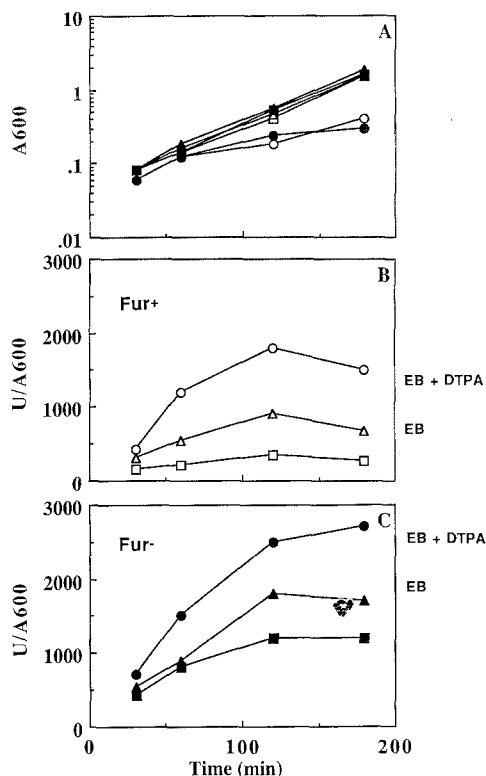 10
A
1
A600
.1
.01
3000
B
Fur+
2000
U/A600
EB + DTPA
1000
EB
0
3000
C
EB + DTPA
Fur-
2000
EB
U/A600
1000
0
0
100
200
Time (min)